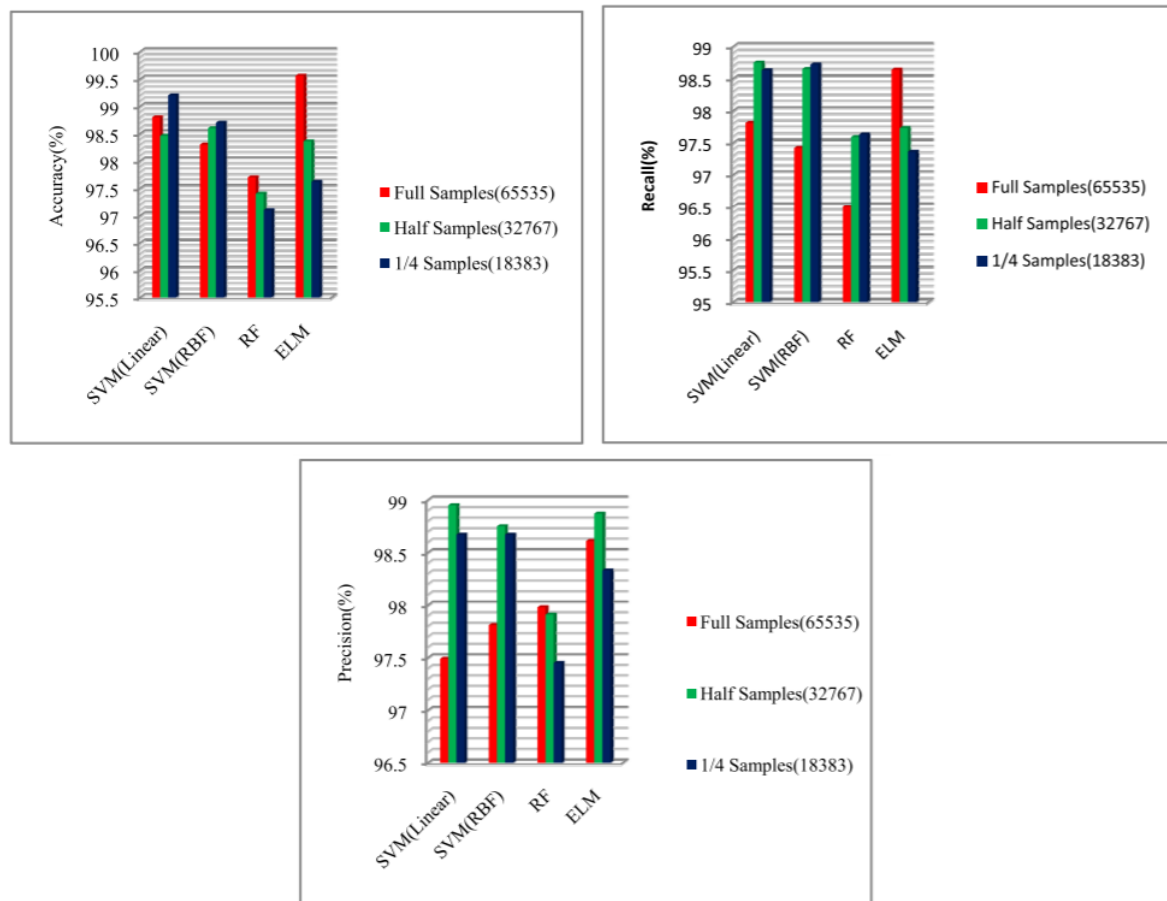 100
99.5
99
98.5
98
97.5
97
96.5
96
95.5
Accuracy(%)
SVM(Linear)
SVM(RBF)
RF
ELM
Full Samples(65535)
Half Samples(32767)
1/4 Samples(18383)
99
98.5
98
97.5
97
96.5
96
95.5
95
Recall(%)
SVM(Linear)
SVM(RBF)
RF
ELM
Full Samples(65535)
Half Samples(32767)
1/4 Samples(18383)
99
98.5
98
97.5
97
96.5
Precision(%)
SVM(Linear)
SVM(RBF)
RF
ELM
Full Samples(65535)
Half Samples(32767)
1/4 Samples(18383)